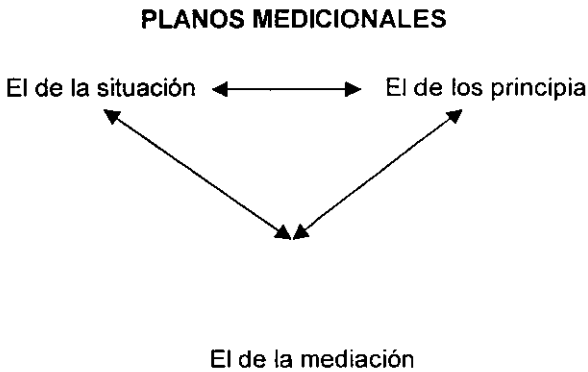 PLANOS MEDICIONALES
El de la situación
El de los principia
El de la mediación